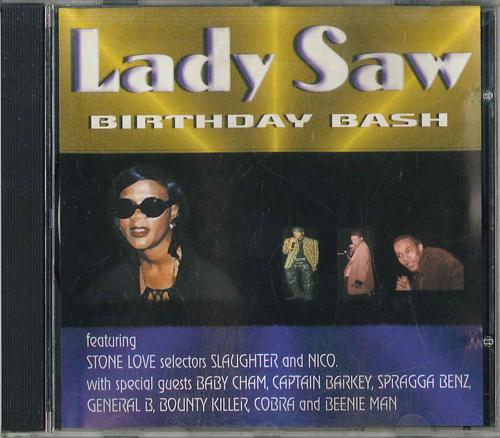 Lady Saw
BIRTHDAY BASH
featuring
STONE LOVE selectors SLAUGHTER and NICO.
with special guests BABY CHAM, CAPTAIN BARKEY, SPRAGGA BENZ,
GENERAL B, BOUNTY KILLER, COBRA and BEENIE MAN